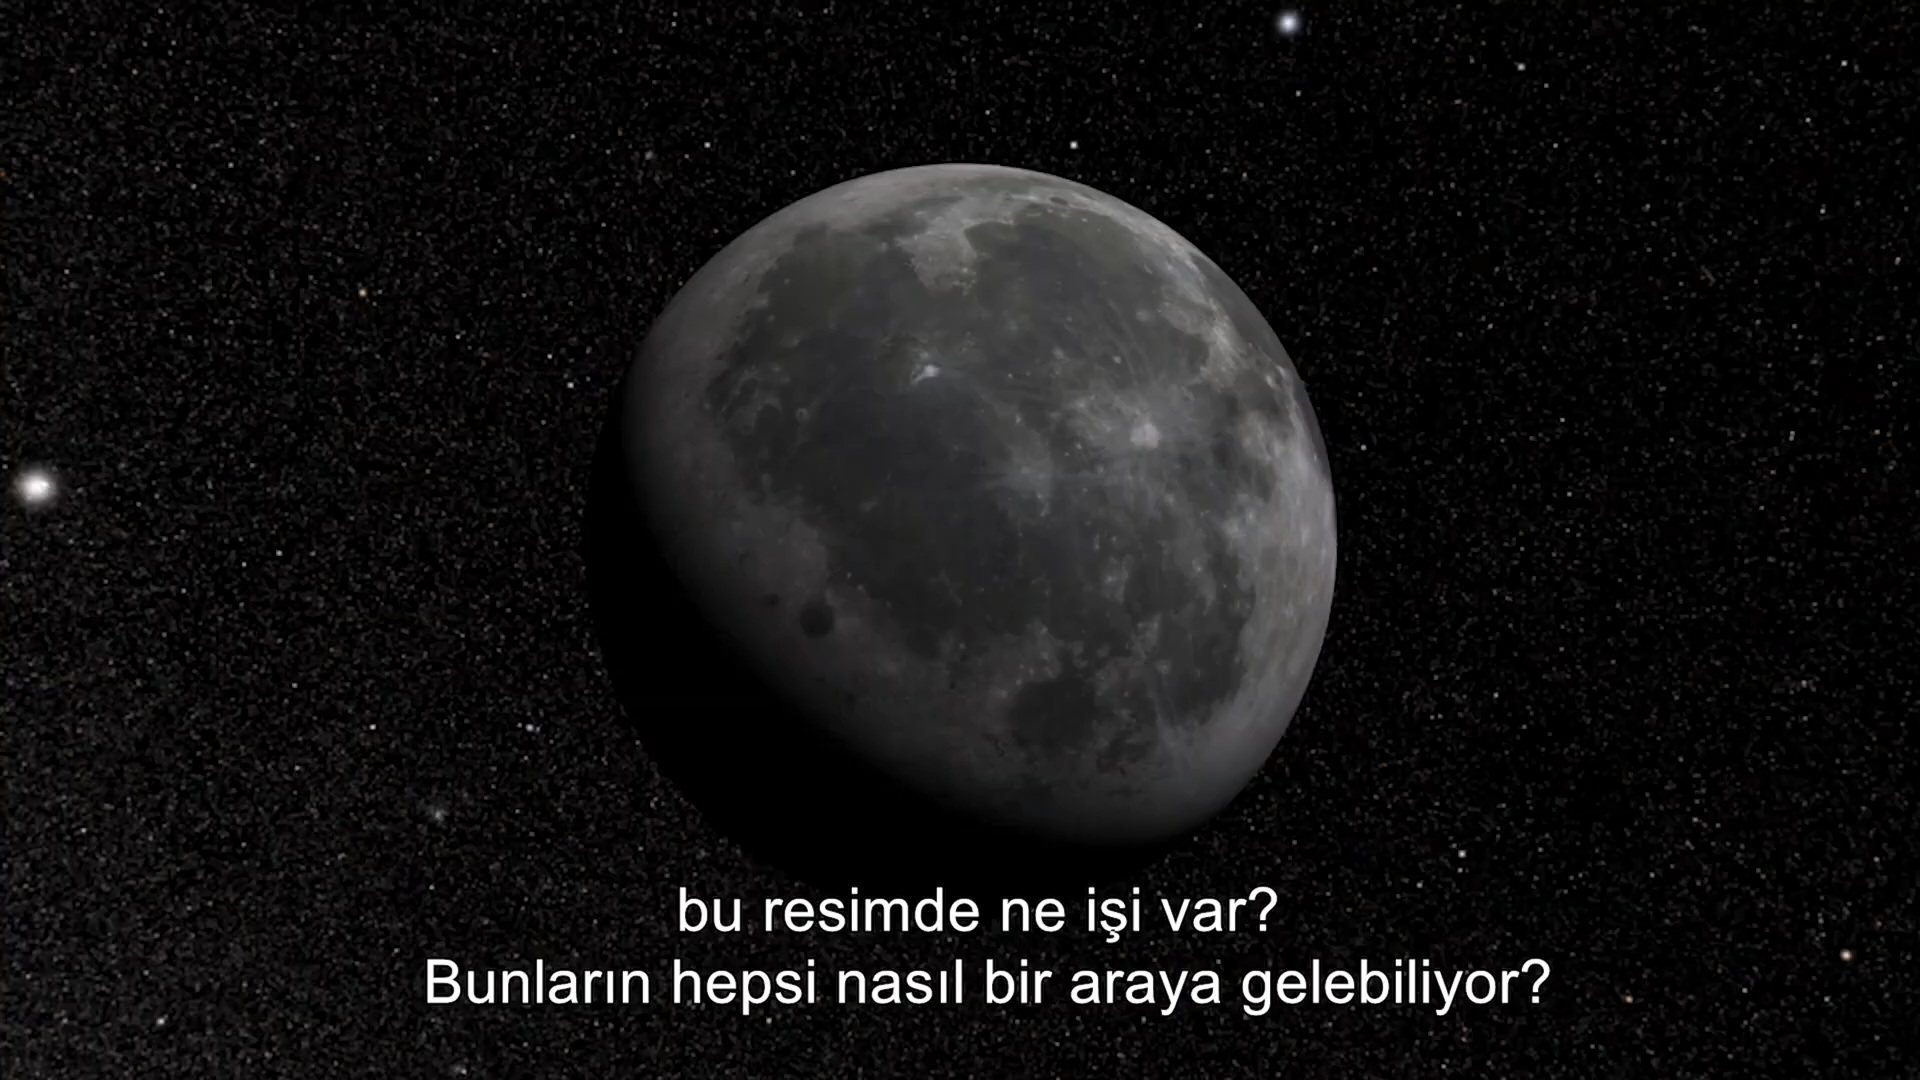 bu resimde ne işi var?
Bunların hepsi nasıl bir araya gelebiliyor?